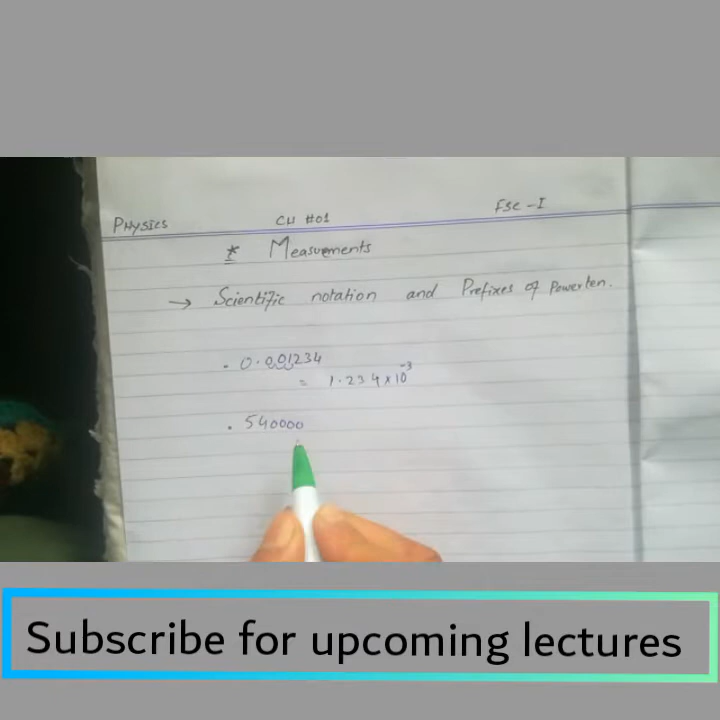 Physics CH #01 FSC-I
* Measurements
→ Scientific notation and Prefixes of Power ten.
. 0.001234
= 1.234 x 10⁻³
. 540000
Subscribe for upcoming lectures